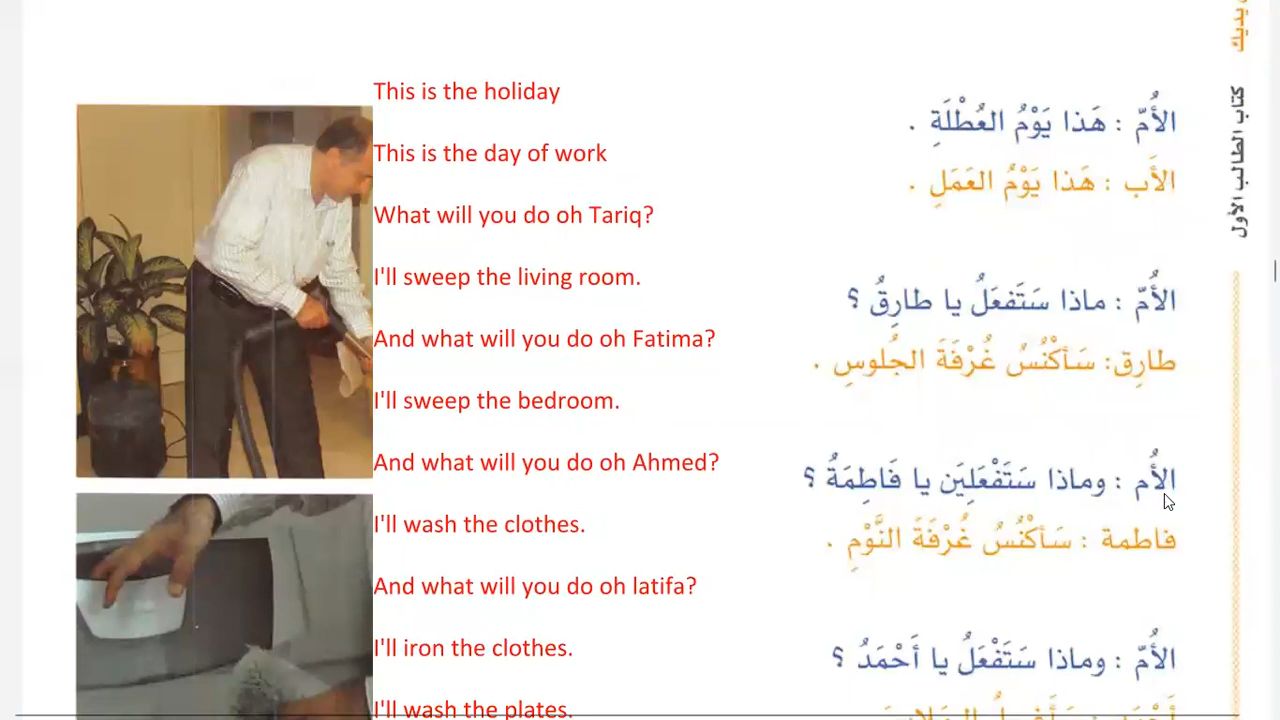 This is the holiday
This is the day of work
What will you do oh Tariq?
I'll sweep the living room.
And what will you do oh Fatima?
I'll sweep the bedroom.
And what will you do oh Ahmed?
I'll wash the clothes.
And what will you do oh latifa?
I'll iron the clothes.
I'll wash the plates.
الأُمّ : هَذا يَوْمُ العُطْلَةِ .
الأَب : هَذا يَوْمُ العَمَلِ .
الأُمّ : ماذا سَتَفعَلُ يا طارِقُ ؟
طارِق: سَأكْنُسُ غُرْفَةَ الجُلوسِ .
الأُم : وماذا سَتَفْعَلِيَن يا فَاطِمَةُ ؟
فاطمة : سَأكْنُسُ غُرْفَةَ النَّوْمِ .
الأُمّ : وماذا سَتَفْعَلُ يا أَحْمَدُ ؟
يديك
كتاب الطالب الأول